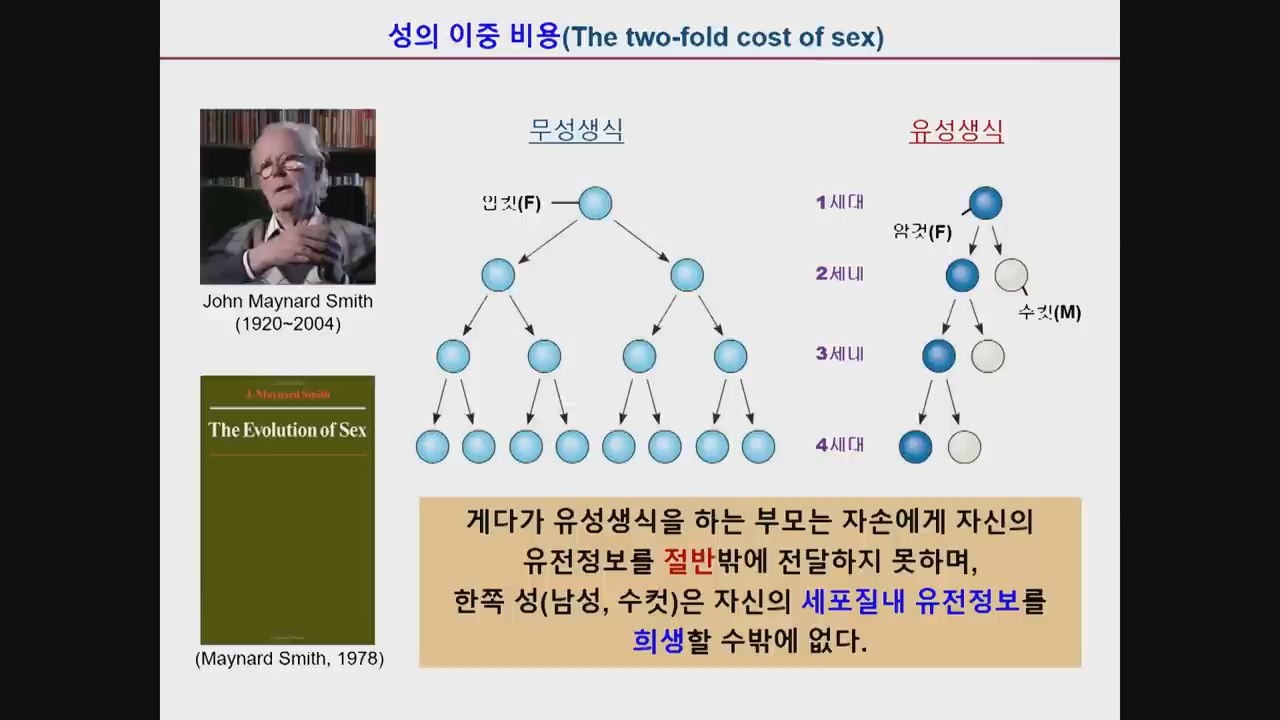 성의 이중 비용(The two-fold cost of sex)
John Maynard Smith
(1920~2004)
J. Maynard Smith
The Evolution of Sex
(Maynard Smith, 1978)
무성생식
유성생식
암컷(F)
1세대
암컷(F)
2세대
수컷(M)
3세대
4세대
게다가 유성생식을 하는 부모는 자손에게 자신의
유전정보를 절반밖에 전달하지 못하며,
한쪽 성(남성, 수컷)은 자신의 세포질내 유전정보를
희생할 수밖에 없다.